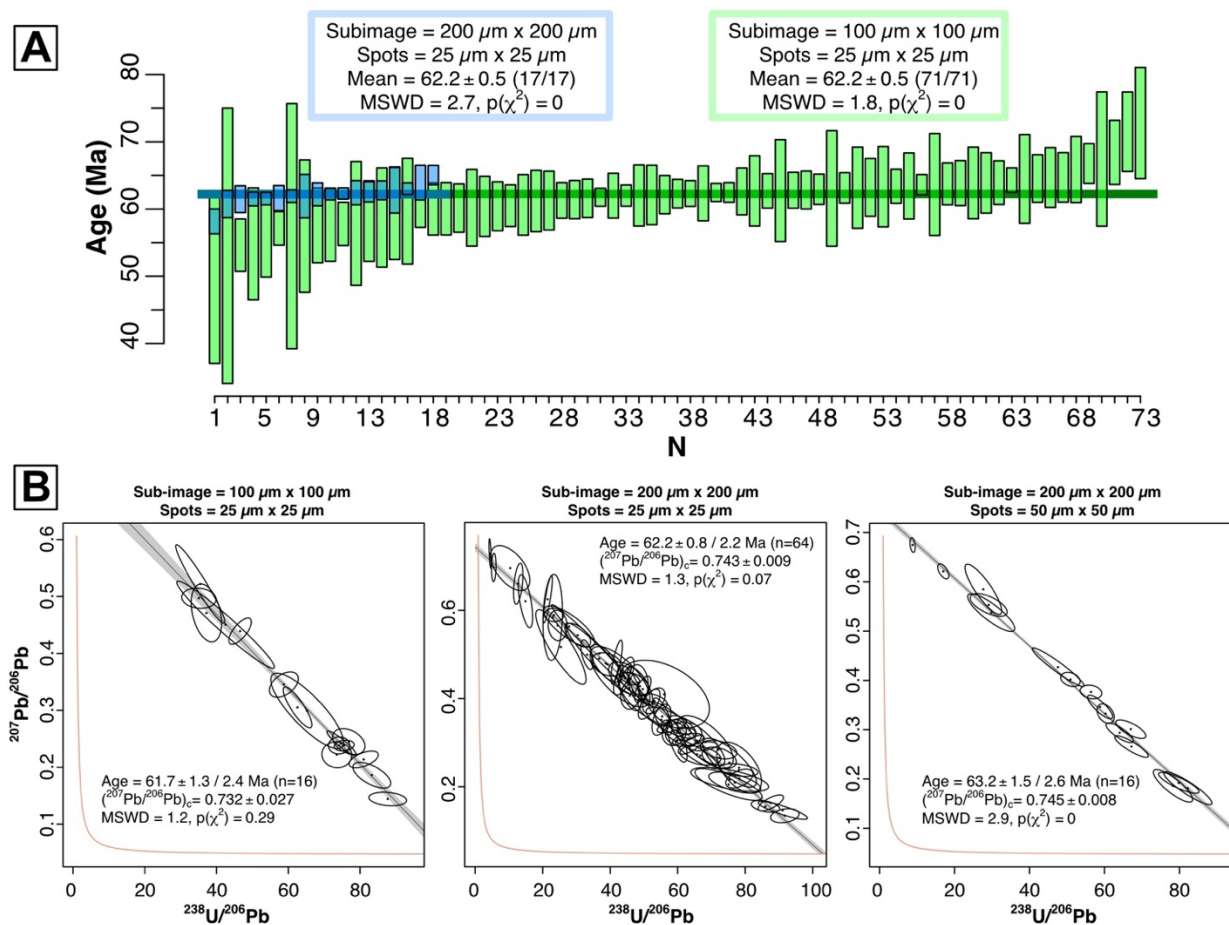 A
Subimage = 200 µm x 200 µm
Spots = 25 µm x 25 µm
Mean = 62.2 ± 0.5 (17/17)
MSWD = 2.7, p(χ²) = 0
Subimage = 100 µm x 100 µm
Spots = 25 µm x 25 µm
Mean = 62.2 ± 0.5 (71/71)
MSWD = 1.8, p(χ²) = 0
Age (Ma)
80
70
60
50
40
1 5 9 13 18 23 28 33 38 43 48 53 58 63 68 73
N
B
Sub-image = 100 µm x 100 µm
Spots = 25 µm x 25 µm
²⁰⁷Pb/²⁰⁶Pb
0.6
0.5
0.4
0.3
0.2
0.1
Age = 61.7 ± 1.3 / 2.4 Ma (n=16)
(²⁰⁷Pb/²⁰⁶Pb)c= 0.732 ± 0.027
MSWD = 1.2, p(χ²) = 0.29
0 20 40 60 80
²³⁸U/²⁰⁶Pb
Sub-image = 200 µm x 200 µm
Spots = 25 µm x 25 µm
Age = 62.2 ± 0.8 / 2.2 Ma (n=64)
(²⁰⁷Pb/²⁰⁶Pb)c = 0.743 ± 0.009
MSWD = 1.3, p(χ²) = 0.07
0.6
0.4
0.2
0 20 40 60 80 100
²³⁸U/²⁰⁶Pb
Sub-image = 200 µm x 200 µm
Spots = 50 µm x 50 µm
0.7
0.6
0.5
0.4
0.3
0.2
0.1
Age = 63.2 ± 1.5 / 2.6 Ma (n=16)
(²⁰⁷Pb/²⁰⁶Pb)c= 0.745 ± 0.008
MSWD = 2.9, p(χ²) = 0
0 20 40 60 80
²³⁸U/²⁰⁶Pb